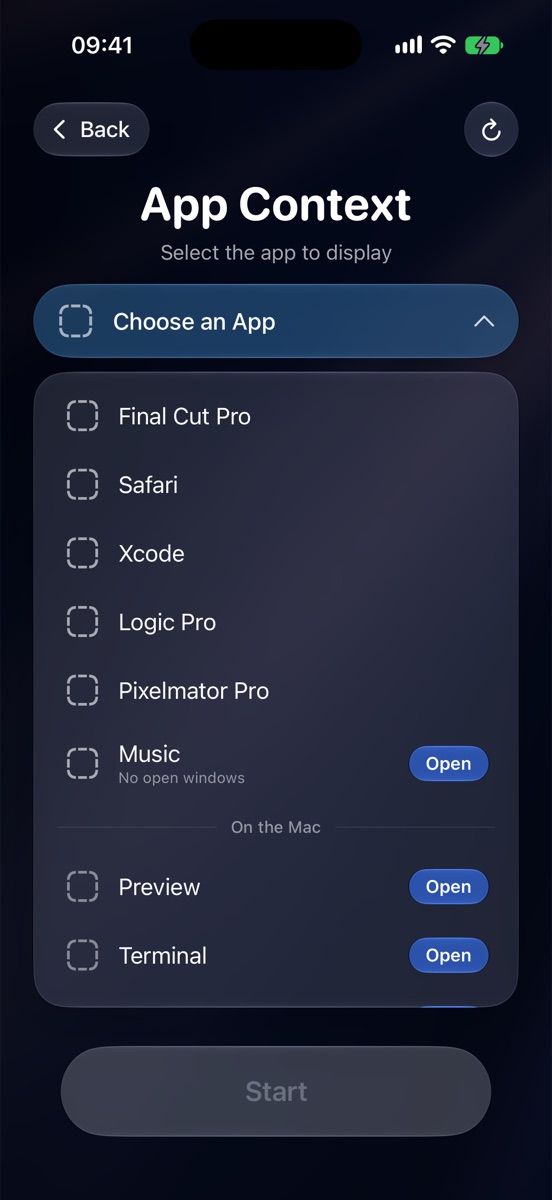 09:41
Back
App Context
Select the app to display
Choose an App
Final Cut Pro
Safari
Xcode
Logic Pro
Pixelmator Pro
Music
No open windows
Open
On the Mac
Preview
Open
Terminal
Open
Start